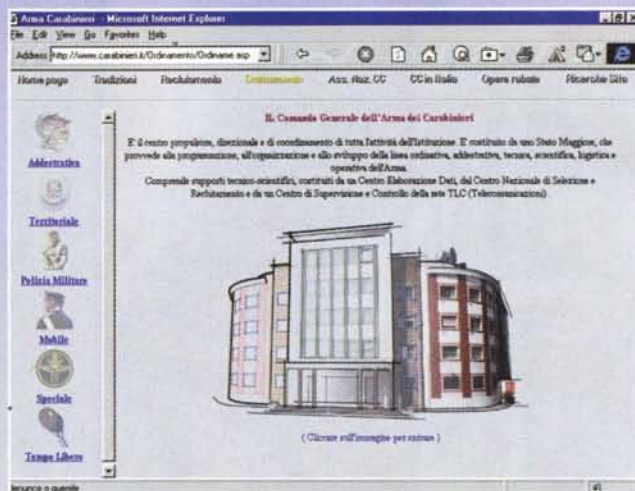 Arma Carabinieri - Microsoft Internet Explorer
File Edit View Go Favorites Help
Address http://www.carabinieri.it/Ordinamento/Ordiname.asp
Home page Tradizioni Reclutamento Ordinamento Ass. Naz. CC CC in Italia Opere rubate Ricerche Sito
IL Comando Generale dell'Arma dei Carabinieri
E' il centro propulsore, direzionale e di coordinamento di tutta l'attività dell'Istituzione. E' costituito da uno Stato Maggiore, che
provvede alla programmazione, all'organizzazione e allo sviluppo della linea ordinativa, addestrativa, tecnica, scientifica, logistica e
operativa dell'Arma.
Comprende supporti tecnico-scientifici, costituiti da un Centro Elaborazione Dati, dal Centro Nazionale di Selezione e
Reclutamento e da un Centro di Supervisione e Controllo della rete TLC (Telecomunicazioni)
Addestrativa
Territoriale
Polizia Militare
Mobile
Speciale
Tempo Libero
( Cliccare sull'immagine per entrare )
denunce o querele